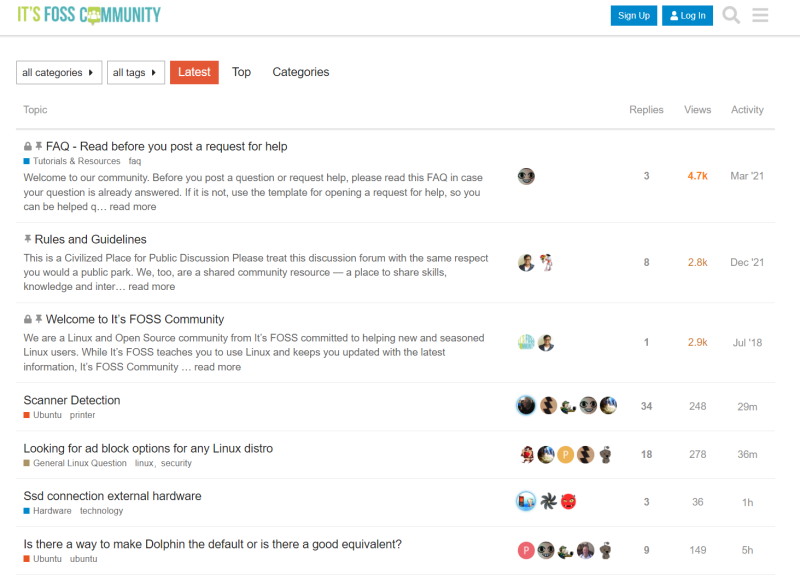 IT'S FOSS COMMUNITY
Sign Up
Log In
all categories
all tags
Latest
Top
Categories
Topic
Replies
Views
Activity
FAQ - Read before you post a request for help
Tutorials & Resources faq
Welcome to our community. Before you post a question or request help, please read this FAQ in case
your question is already answered. If it is not, use the template for opening a request for help, so you
can be helped q… read more
3
4.7k
Mar '21
Rules and Guidelines
This is a Civilized Place for Public Discussion Please treat this discussion forum with the same respect
you would a public park. We, too, are a shared community resource — a place to share skills,
knowledge and inter… read more
8
2.8k
Dec '21
Welcome to It’s FOSS Community
We are a Linux and Open Source community from It’s FOSS committed to helping new and seasoned
Linux users. While It’s FOSS teaches you to use Linux and keeps you updated with the latest
information, It’s FOSS Community … read more
1
2.9k
Jul '18
Scanner Detection
Ubuntu printer
34
248
29m
Looking for ad block options for any Linux distro
General Linux Question linux, security
P
18
278
36m
Ssd connection external hardware
Hardware technology
3
36
1h
Is there a way to make Dolphin the default or is there a good equivalent?
Ubuntu ubuntu
P
9
149
5h